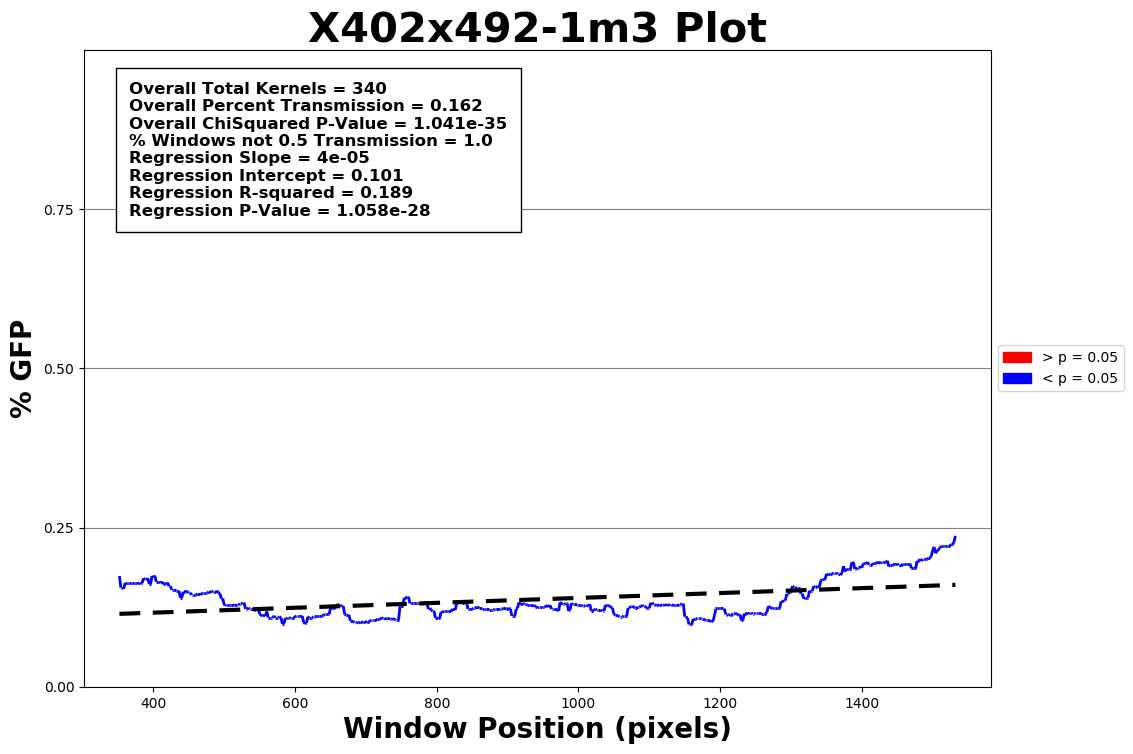 X402x492-1m3 Plot
Overall Total Kernels = 340
Overall Percent Transmission = 0.162
Overall ChiSquared P-Value = 1.041e-35
% Windows not 0.5 Transmission = 1.0
Regression Slope = 4e-05
Regression Intercept = 0.101
Regression R-squared = 0.189
Regression P-Value = 1.058e-28
0.75
0.50
0.25
0.00
% GFP
> p = 0.05
< p = 0.05
400 600 800 1000 1200 1400
Window Position (pixels)